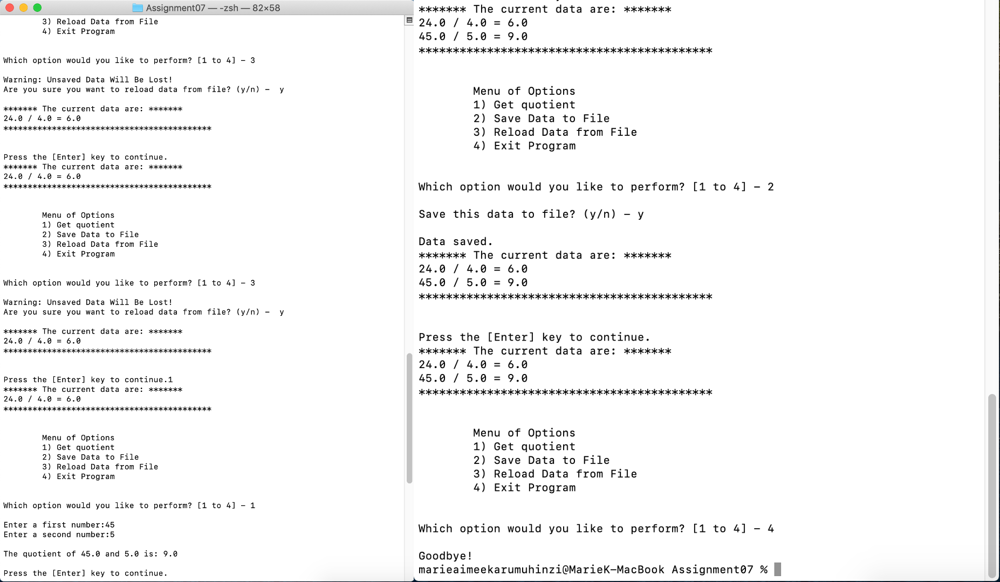 Assignment07 — -zsh — 82×58
3) Reload Data from File
4) Exit Program
Which option would you like to perform? [1 to 4] - 3
Warning: Unsaved Data Will Be Lost!
Are you sure you want to reload data from file? (y/n) -  y
******* The current data are: *******
24.0 / 4.0 = 6.0
*******************************************
Press the [Enter] key to continue.
******* The current data are: *******
24.0 / 4.0 = 6.0
*******************************************
Menu of Options
1) Get quotient
2) Save Data to File
3) Reload Data from File
4) Exit Program
Which option would you like to perform? [1 to 4] - 3
Warning: Unsaved Data Will Be Lost!
Are you sure you want to reload data from file? (y/n) -  y
******* The current data are: *******
24.0 / 4.0 = 6.0
*******************************************
Press the [Enter] key to continue.1
******* The current data are: *******
24.0 / 4.0 = 6.0
*******************************************
Menu of Options
1) Get quotient
2) Save Data to File
3) Reload Data from File
4) Exit Program
Which option would you like to perform? [1 to 4] - 1
Enter a first number:45
Enter a second number:5
The quotient of 45.0 and 5.0 is: 9.0
Press the [Enter] key to continue.
******* The current data are: *******
24.0 / 4.0 = 6.0
45.0 / 5.0 = 9.0
*******************************************
Menu of Options
1) Get quotient
2) Save Data to File
3) Reload Data from File
4) Exit Program
Which option would you like to perform? [1 to 4] - 2
Save this data to file? (y/n) - y
Data saved.
******* The current data are: *******
24.0 / 4.0 = 6.0
45.0 / 5.0 = 9.0
*******************************************
Press the [Enter] key to continue.
******* The current data are: *******
24.0 / 4.0 = 6.0
45.0 / 5.0 = 9.0
*******************************************
Menu of Options
1) Get quotient
2) Save Data to File
3) Reload Data from File
4) Exit Program
Which option would you like to perform? [1 to 4] - 4
Goodbye!
marieaimeekarumuhinzi@MarieK-MacBook Assignment07 %